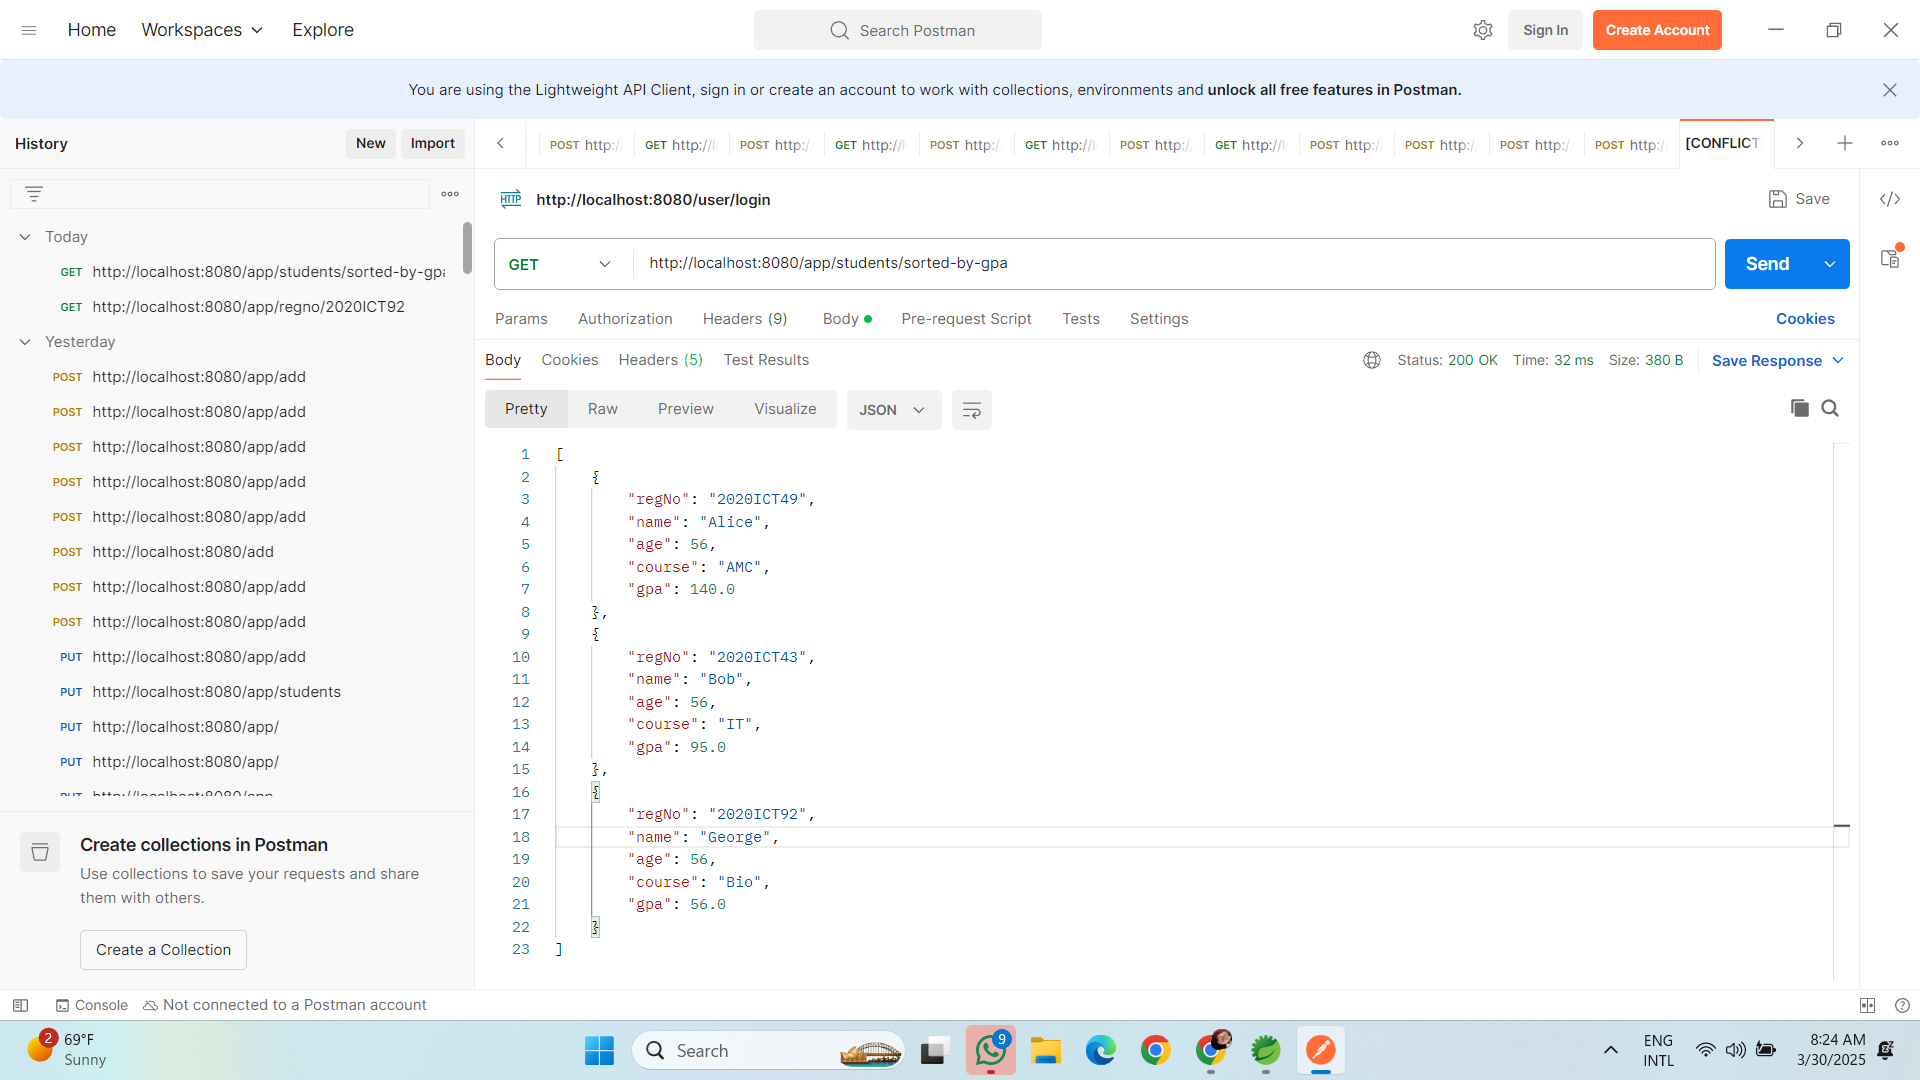 Home Workspaces Explore Search Postman Sign In Create Account
You are using the Lightweight API Client, sign in or create an account to work with collections, environments and unlock all free features in Postman.
History New Import
POST http:/ GET http://l POST http:/ GET http://l POST http:/ GET http://l POST http:/ GET http://l POST http:/ POST http:/ POST http:/ POST http:/ [CONFLICT
Today
GET http://localhost:8080/app/students/sorted-by-gpa
GET http://localhost:8080/app/regno/2020ICT92
Yesterday
POST http://localhost:8080/app/add
POST http://localhost:8080/app/add
POST http://localhost:8080/app/add
POST http://localhost:8080/app/add
POST http://localhost:8080/app/add
POST http://localhost:8080/add
POST http://localhost:8080/app/add
POST http://localhost:8080/app/add
PUT http://localhost:8080/app/add
PUT http://localhost:8080/app/students
PUT http://localhost:8080/app/
PUT http://localhost:8080/app/
PUT http://localhost:8080/app
Create collections in Postman
Use collections to save your requests and share
them with others.
Create a Collection
HTTP http://localhost:8080/user/login Save
GET http://localhost:8080/app/students/sorted-by-gpa Send
Params Authorization Headers (9) Body Pre-request Script Tests Settings Cookies
Body Cookies Headers (5) Test Results Status: 200 OK Time: 32 ms Size: 380 B Save Response
Pretty Raw Preview Visualize JSON
1 [
2 {
3 "regNo": "2020ICT49",
4 "name": "Alice",
5 "age": 56,
6 "course": "AMC",
7 "gpa": 140.0
8 },
9 {
10 "regNo": "2020ICT43",
11 "name": "Bob",
12 "age": 56,
13 "course": "IT",
14 "gpa": 95.0
15 },
16 {
17 "regNo": "2020ICT92",
18 "name": "George",
19 "age": 56,
20 "course": "Bio",
21 "gpa": 56.0
22 }
23 ]
Console Not connected to a Postman account
2 69°F
Sunny
Search
9
ENG
INTL
8:24 AM
3/30/2025